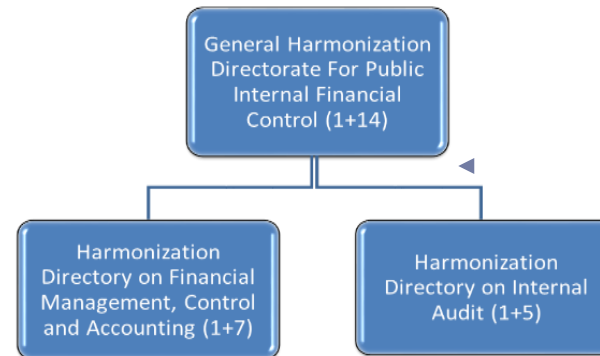 General Harmonization
Directorate For Public
Internal Financial
Control (1+14)
Harmonization
Directory on Financial
Management, Control
and Accounting (1+7)
Harmonization
Directory on Internal
Audit (1+5)